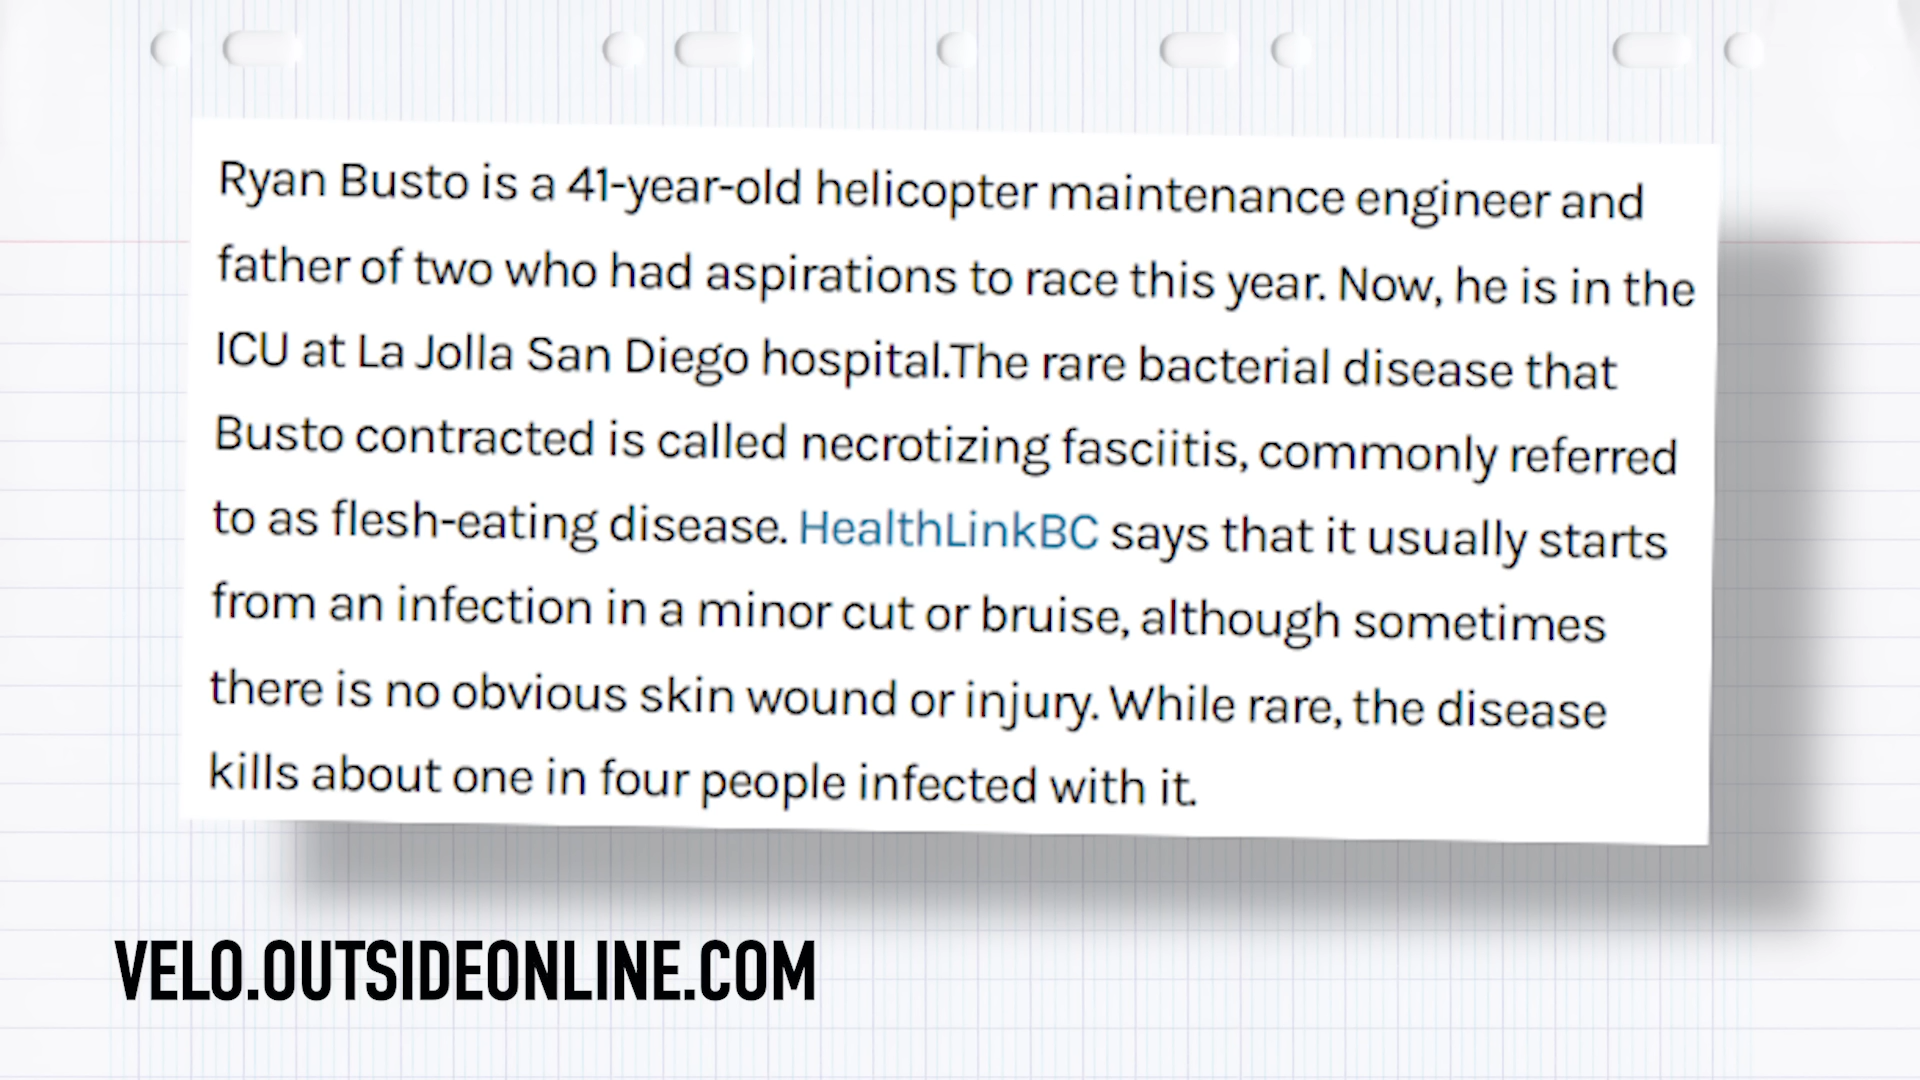 Ryan Busto is a 41-year-old helicopter maintenance engineer and
father of two who had aspirations to race this year. Now, he is in the
ICU at La Jolla San Diego hospital.The rare bacterial disease that
Busto contracted is called necrotizing fasciitis, commonly referred
to as flesh-eating disease. HealthLinkBC says that it usually starts
from an infection in a minor cut or bruise, although sometimes
there is no obvious skin wound or injury. While rare, the disease
kills about one in four people infected with it.
VELO.OUTSIDEONLINE.COM